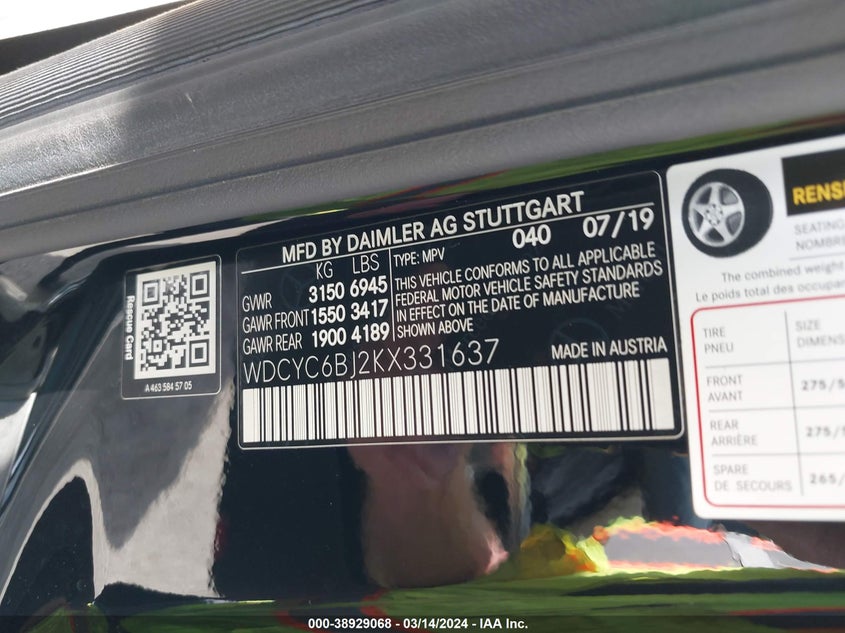 MFD BY DAIMLER AG STUTTGART
KG LBS
GVWR 3150 6945
GAWR FRONT 1550 3417
GAWR REAR 1900 4189
TYPE: MPV 040 07/19
THIS VEHICLE CONFORMS TO ALL APPLICABLE
FEDERAL MOTOR VEHICLE SAFETY STANDARDS
IN EFFECT ON THE DATE OF MANUFACTURE
SHOWN ABOVE
WDCYC6BJ2KX331637 MADE IN AUSTRIA
Rescue Card
A 463 584 57 05
SEATING
NOMBRE
The combined weight
Le poids total des occupa
TIRE
PNEU
SIZE
DIMENS
FRONT
AVANT
275/5
REAR
ARRIÈRE
275/5
SPARE
DE SECOURS
265/
000-38929068 - 03/14/2024 - IAA Inc.